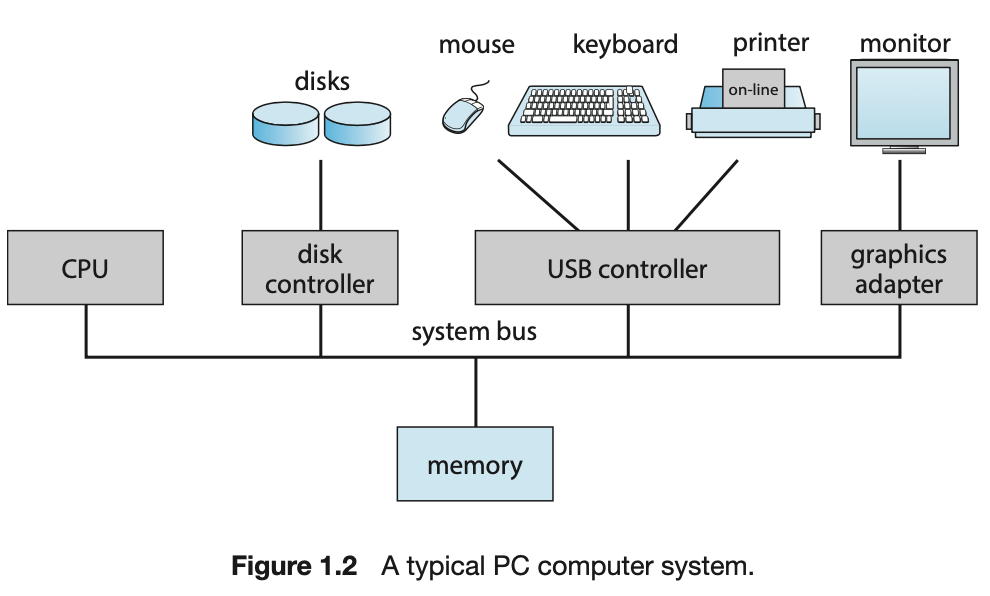 mouse
keyboard
printer
monitor
disks
on-line
CPU
disk
controller
USB controller
graphics
adapter
system bus
memory
Figure 1.2 A typical PC computer system.